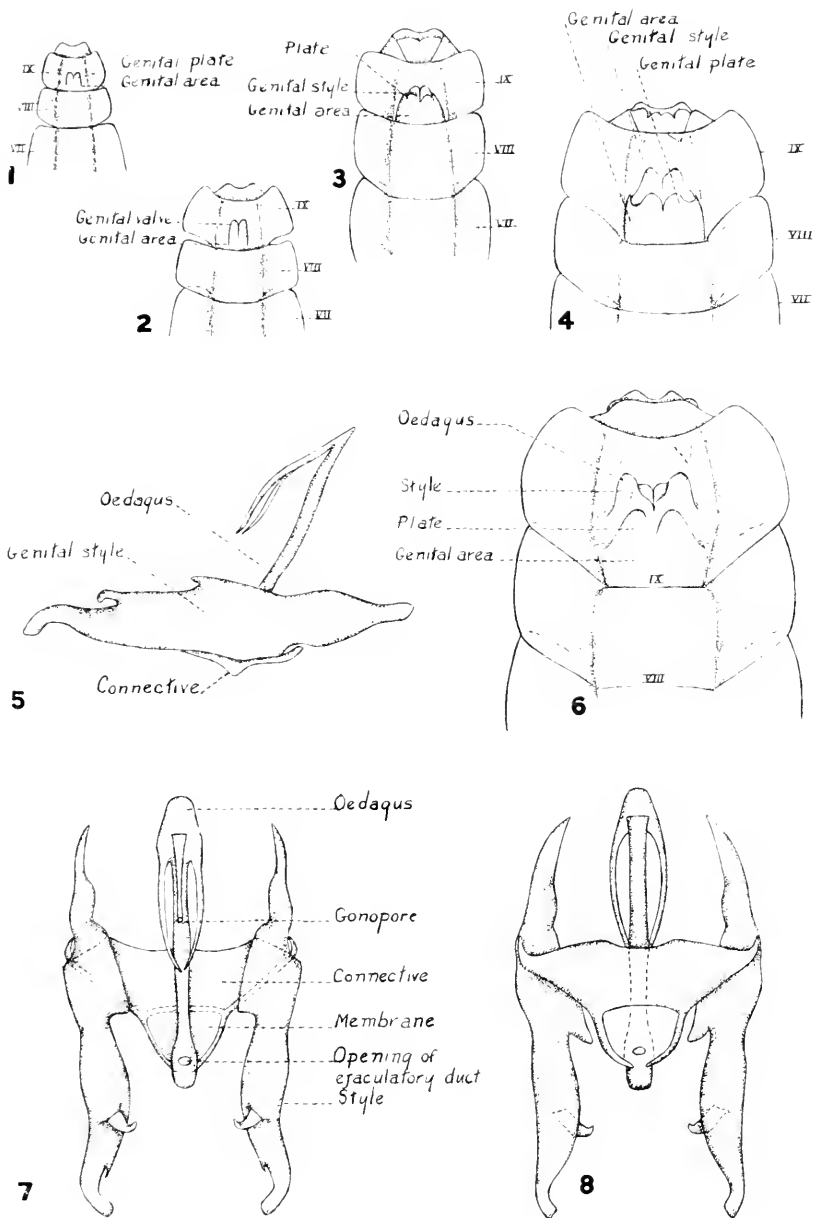 IX
VIII
VII
Genital plate
Genital area
1
Genital valve
Genital area
IX
VIII
VII
2
Plate
Genital style
Genital area
IX
VIII
VII
3
Genital area
Genital style
Genital plate
IX
VIII
VII
4
Oedagus
Genital style
Connective
5
Oedagus
Style
Plate
Genital area
IX
VIII
6
Oedagus
Gonopore
Connective
Membrane
Opening of
ejaculatory duct
Style
7
8